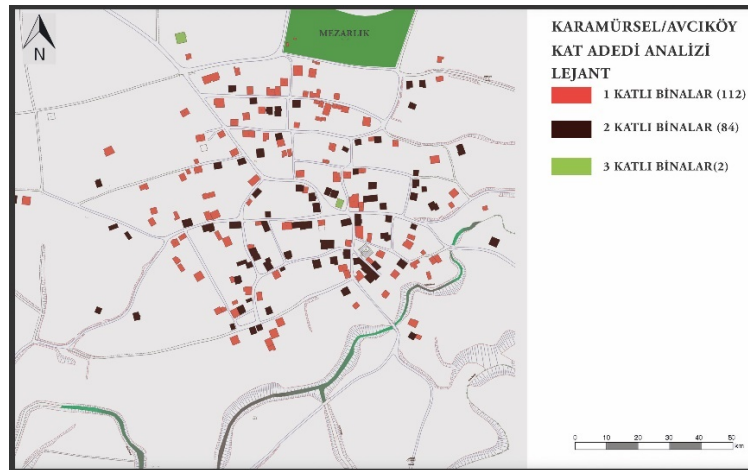 N
MEZARLIK
KARAMÜRSEL/AVCIKÖY
KAT ADEDİ ANALİZİ
LEJANT
1 KATLI BİNALAR (112)
2 KATLI BİNALAR (84)
3 KATLI BİNALAR(2)
0 10 20 30 40 50
km